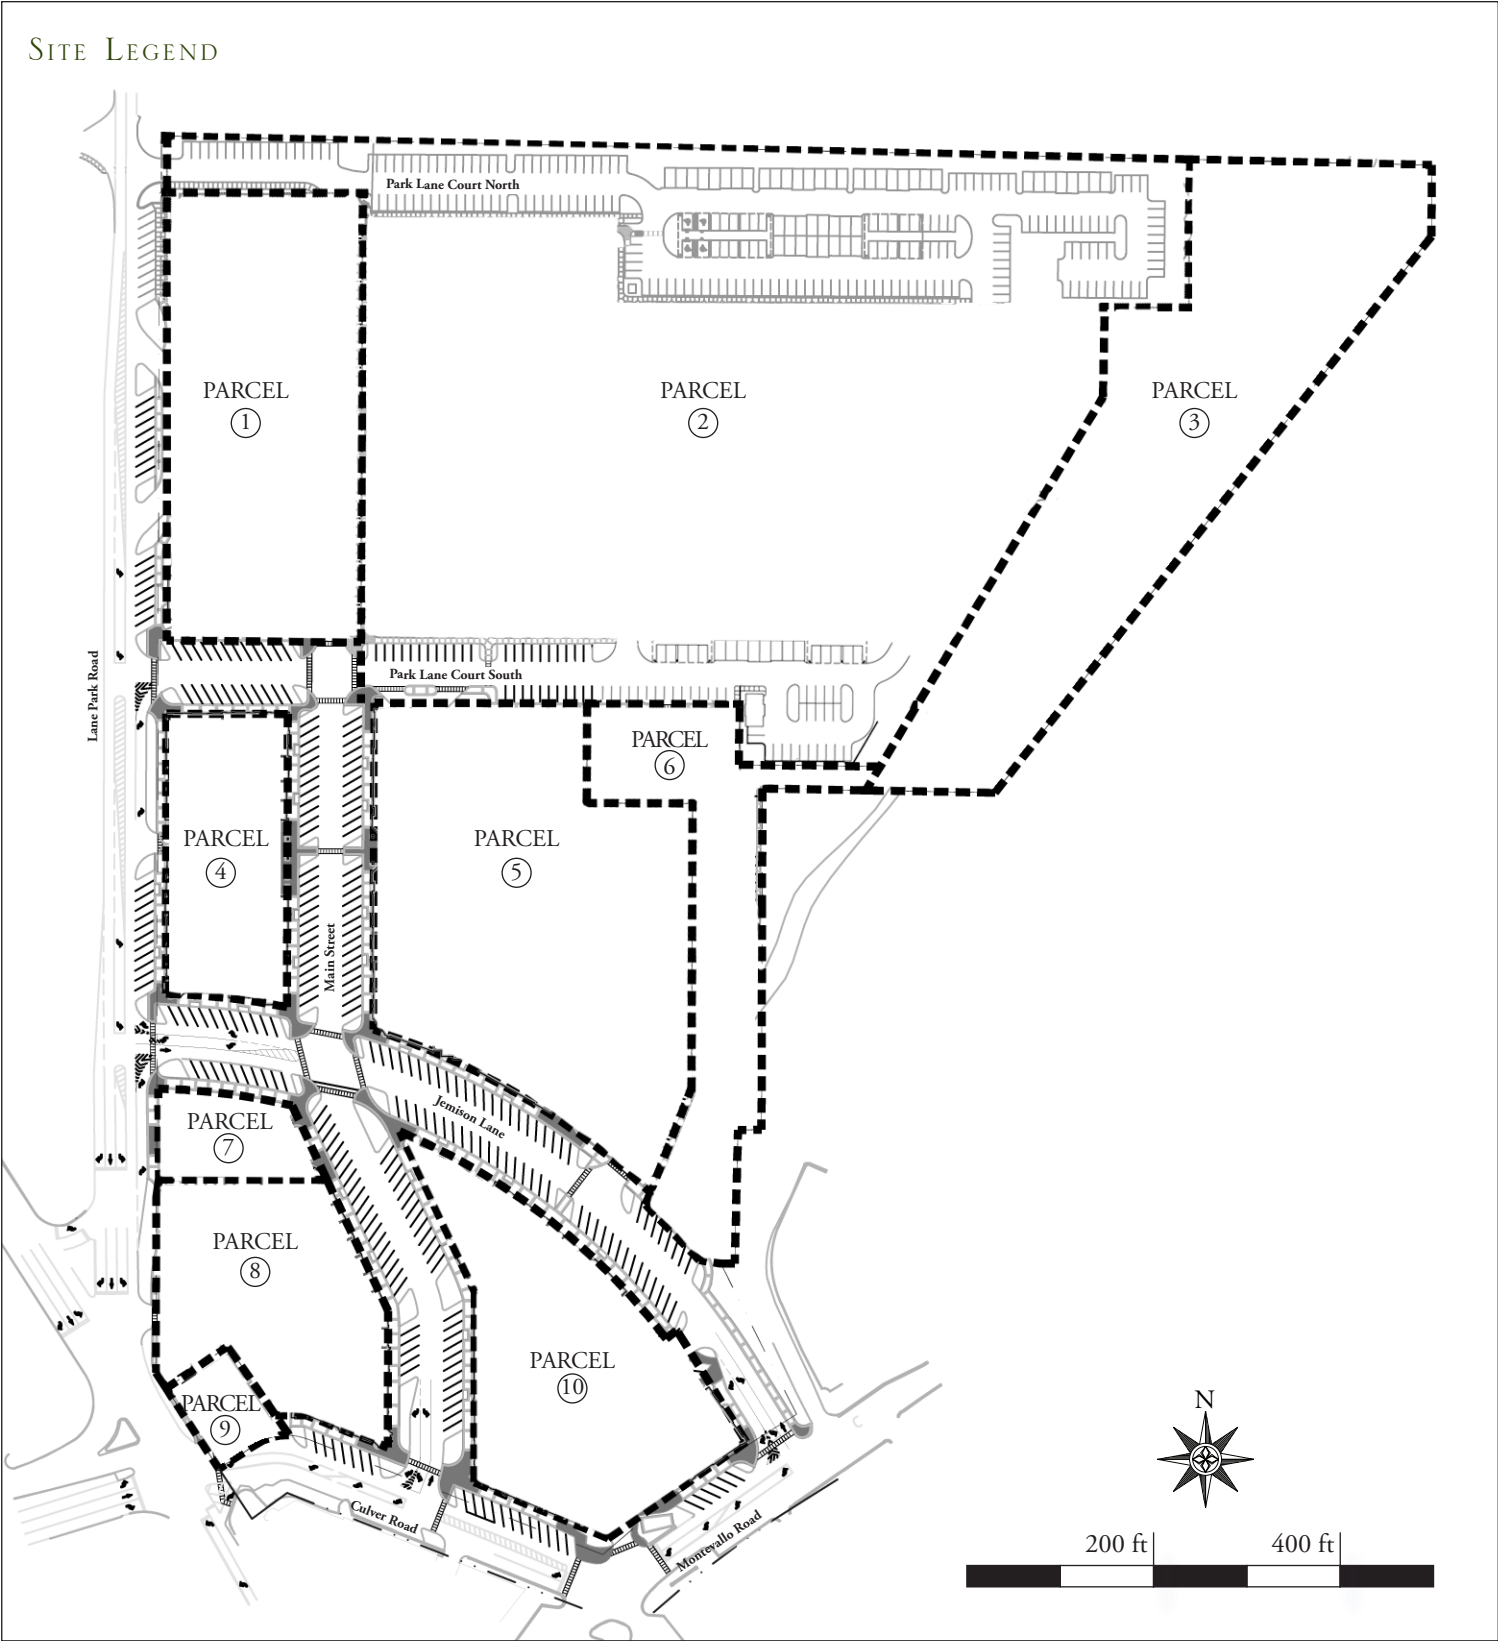 SITE LEGEND
Park Lane Court North
PARCEL
1
PARCEL
2
PARCEL
3
Lane Park Road
Park Lane Court South
PARCEL
6
PARCEL
4
PARCEL
5
Main Street
Jemison Lane
PARCEL
7
PARCEL
8
PARCEL
9
PARCEL
10
Culver Road
Montevallo Road
N
200 ft
400 ft